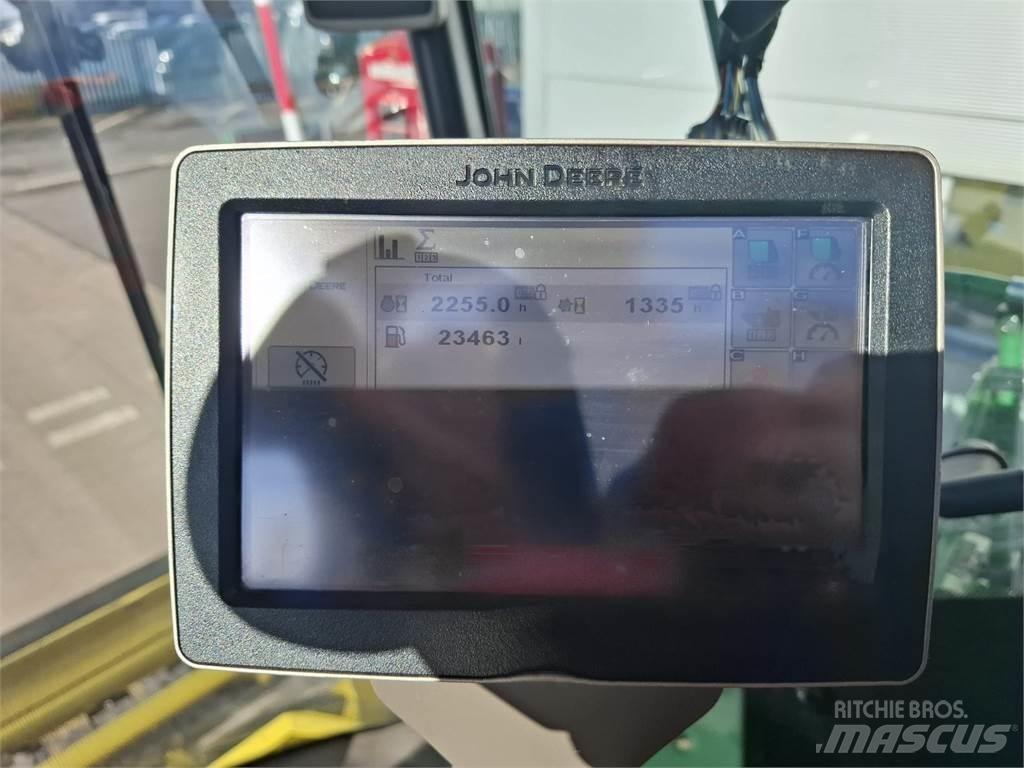 JOHN DEERE
DEERE
Total
2255.0 h 1335 h
23463 l
A
F
B
G
C
H
RITCHIE BROS.
MASCUS